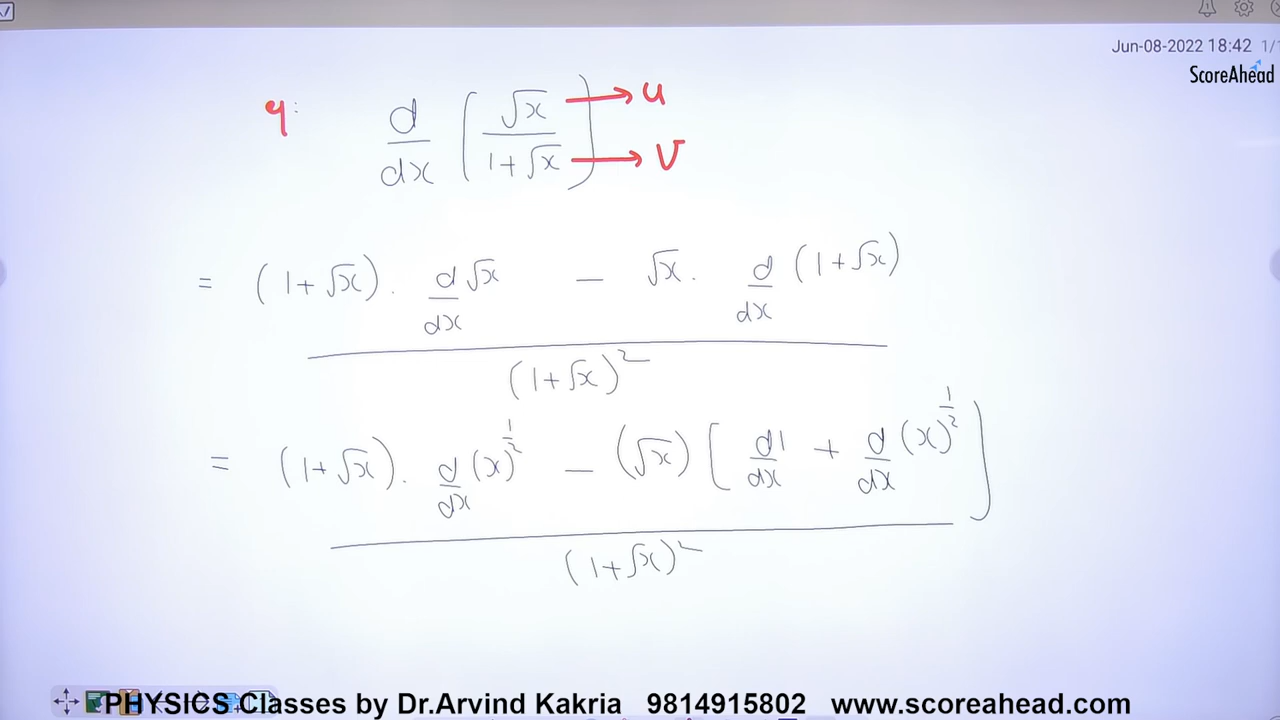 Jun-08-2022 18:42 1/
ScoreAhead
q: d/dx (√x / 1+√x) → u → v
= (1+√x) . d/dx √x − √x . d/dx (1+√x)
(1+√x)²
= (1+√x) . d/dx (x)^1/2 − (√x) [ d1/dx + d/dx (x)^1/2 ]
(1+√x)²
PHYSICS Classes by Dr.Arvind Kakria 9814915802 www.scoreahead.com